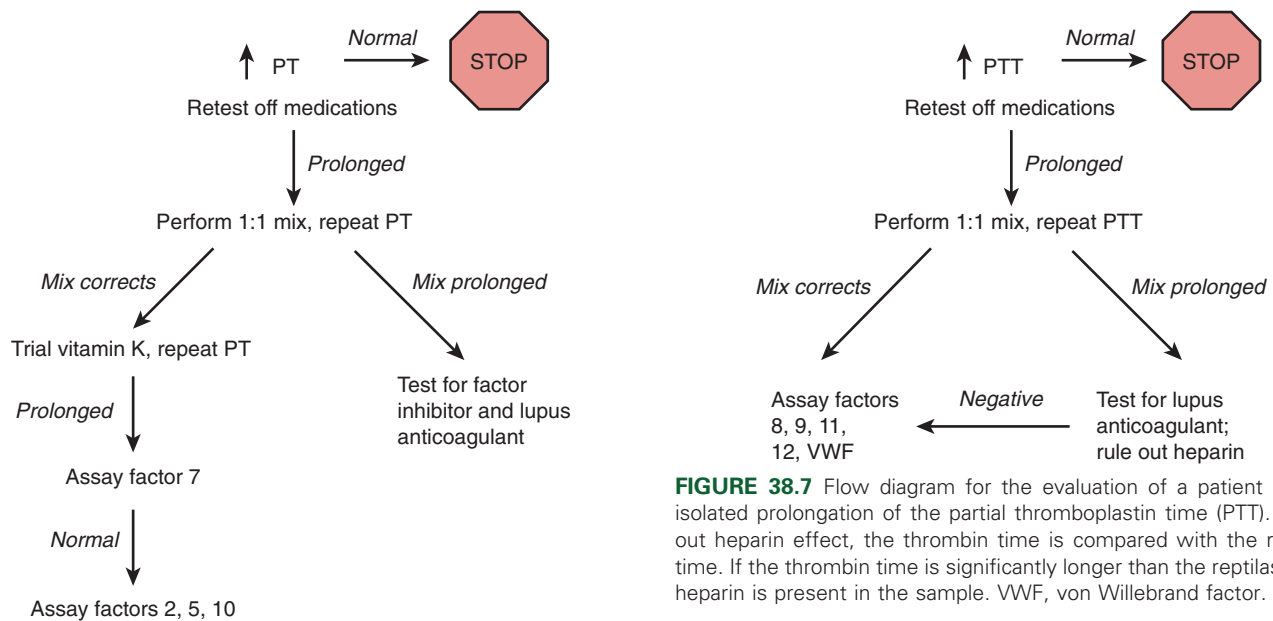 Normal
PT
STOP
Retest off medications
Prolonged
Perform 1:1 mix, repeat PT
Mix corrects
Mix prolonged
Trial vitamin K, repeat PT
Test for factor
inhibitor and lupus
anticoagulant
Prolonged
Assay factor 7
Normal
Assay factors 2, 5, 10
Normal
PTT
STOP
Retest off medications
Prolonged
Perform 1:1 mix, repeat PTT
Mix corrects
Mix prolonged
Assay factors
8, 9, 11,
12, VWF
Negative
Test for lupus
anticoagulant;
rule out heparin
FIGURE 38.7 Flow diagram for the evaluation of a patient
isolated prolongation of the partial thromboplastin time (PTT).
out heparin effect, the thrombin time is compared with the
time. If the thrombin time is significantly longer than the
heparin is present in the sample. VWF, von Willebrand factor.